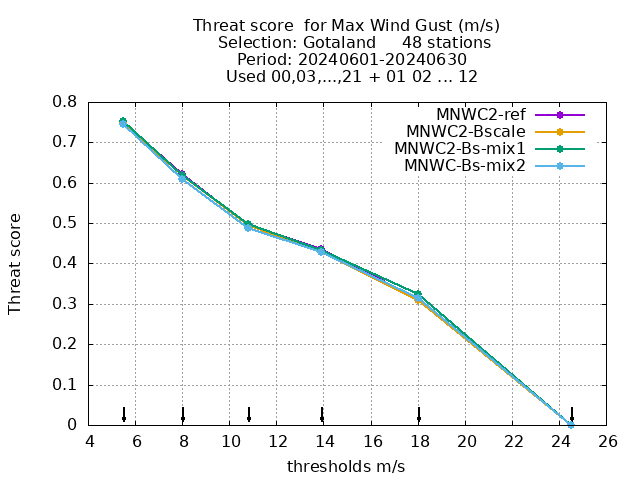 Threat score  for Max Wind Gust (m/s)
Selection: Gotaland     48 stations
Period: 20240601-20240630
Used 00,03,...,21 + 01 02 ... 12
MNWC2-ref
MNWC2-Bscale
MNWC2-Bs-mix1
MNWC-Bs-mix2
Threat score
0.8
0.7
0.6
0.5
0.4
0.3
0.2
0.1
0
4 6 8 10 12 14 16 18 20 22 24 26
thresholds m/s